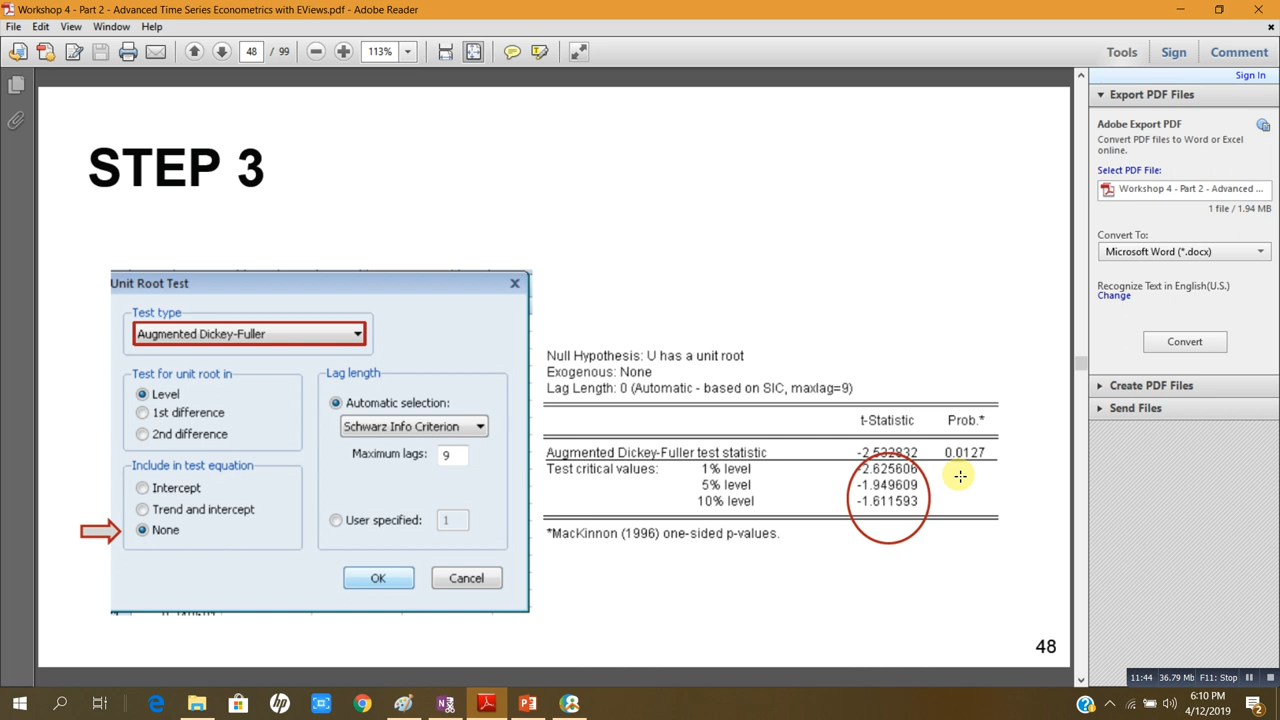 Workshop 4 - Part 2 - Advanced Time Series Econometrics with EViews.pdf - Adobe Reader
File Edit View Window Help
48 / 99 113% Tools Sign Comment
Sign In
Export PDF Files
Adobe Export PDF
Convert PDF files to Word or Excel
online.
Select PDF File:
Workshop 4 - Part 2 - Advanced ...
1 file / 1.94 MB
Convert To:
Microsoft Word (*.docx)
Recognize Text in English(U.S.)
Change
Convert
Create PDF Files
Send Files
STEP 3
Unit Root Test
Test type
Augmented Dickey-Fuller
Test for unit root in
Level
1st difference
2nd difference
Include in test equation
Intercept
Trend and intercept
None
Lag length
Automatic selection:
Schwarz Info Criterion
Maximum lags: 9
User specified: 1
OK Cancel
Null Hypothesis: U has a unit root
Exogenous: None
Lag Length: 0 (Automatic - based on SIC, maxlag=9)
t-Statistic Prob.*
Augmented Dickey-Fuller test statistic -2.532832 0.0127
Test critical values: 1% level -2.625606
5% level -1.949609
10% level -1.611593
*MacKinnon (1996) one-sided p-values.
48
11:44 36.79 Mb F11: Stop
6:10 PM
4/12/2019